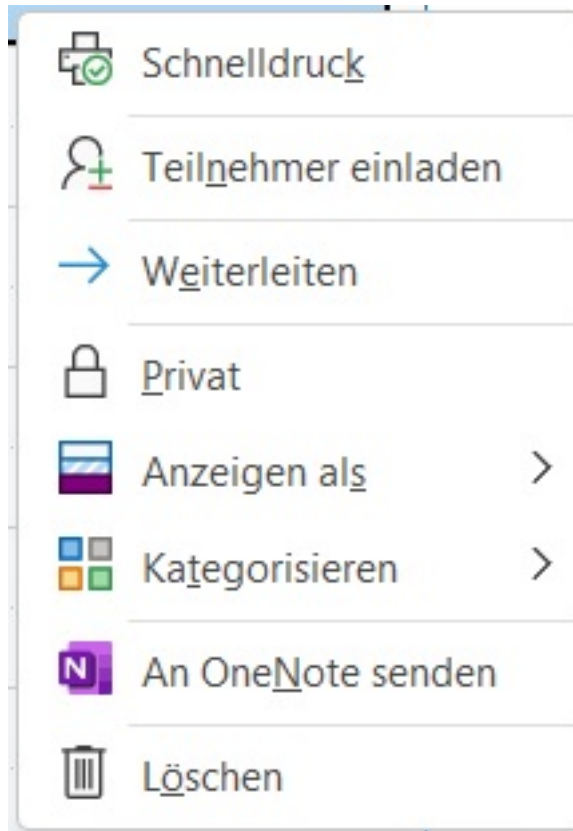 Schnelldruck
Teilnehmer einladen
Weiterleiten
Privat
Anzeigen als
Kategorisieren
N An OneNote senden
Löschen